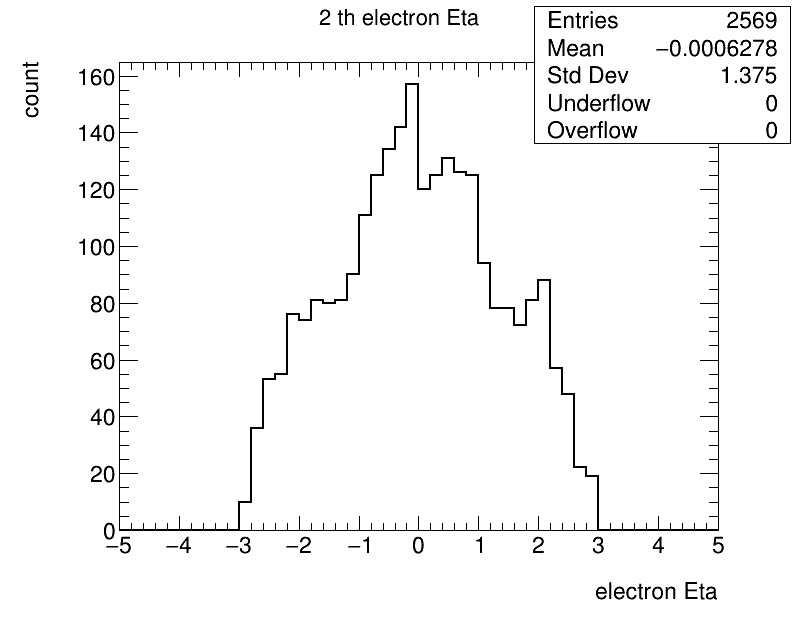 2 th electron Eta
Entries 2569
Mean −0.0006278
Std Dev 1.375
Underflow 0
Overflow 0
count
160
140
120
100
80
60
40
20
0
−5 −4 −3 −2 −1 0 1 2 3 4 5
electron Eta